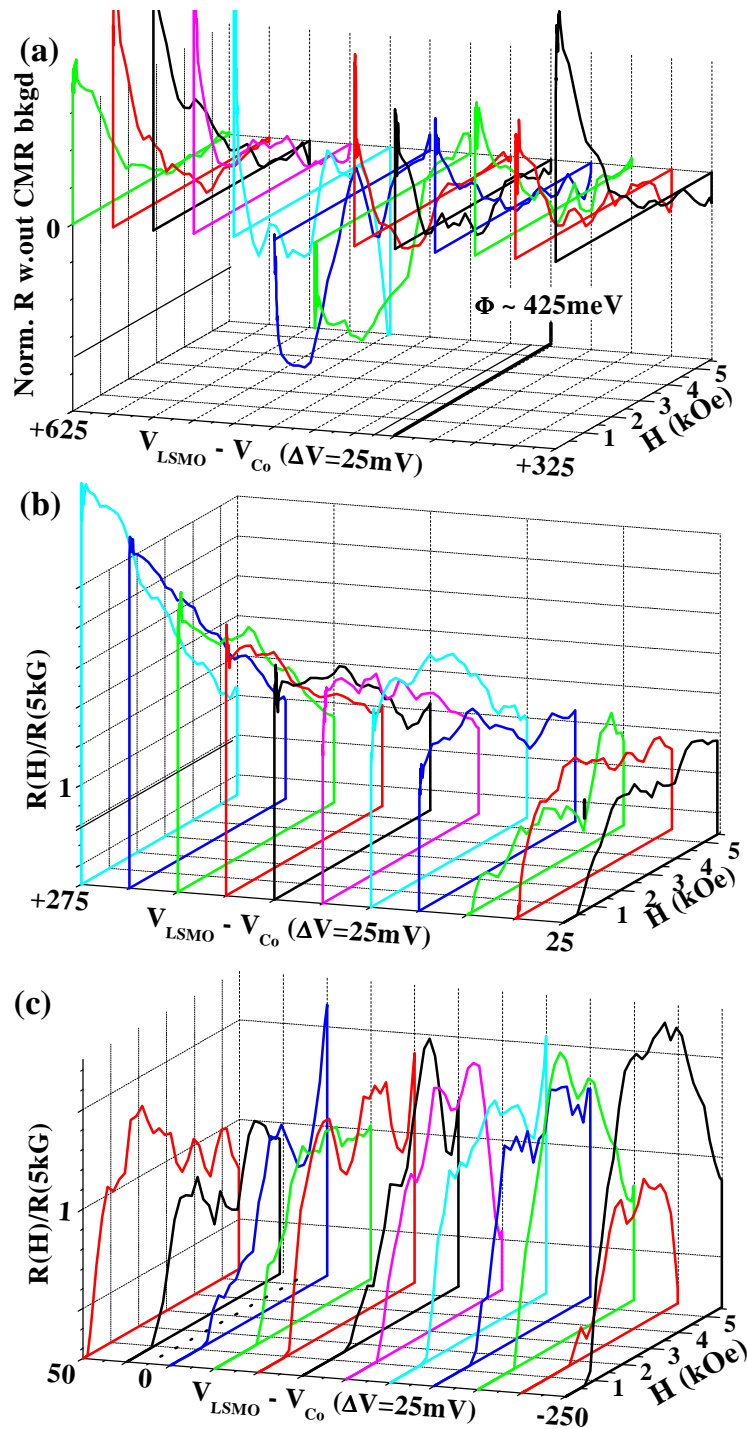 (a)
Norm. R w.out CMR bkgd
0
Φ ~ 425meV
5
4
3
2
1
H (kOe)
+625
V_LSMO - V_Co (ΔV=25mV)
+325
(b)
R(H)/R(5kG)
1
5
4
3
2
1
H (kOe)
+275
V_LSMO - V_Co (ΔV=25mV)
25
(c)
R(H)/R(5kG)
1
5
4
3
2
1
H (kOe)
50
0
V_LSMO - V_Co (ΔV=25mV)
-250